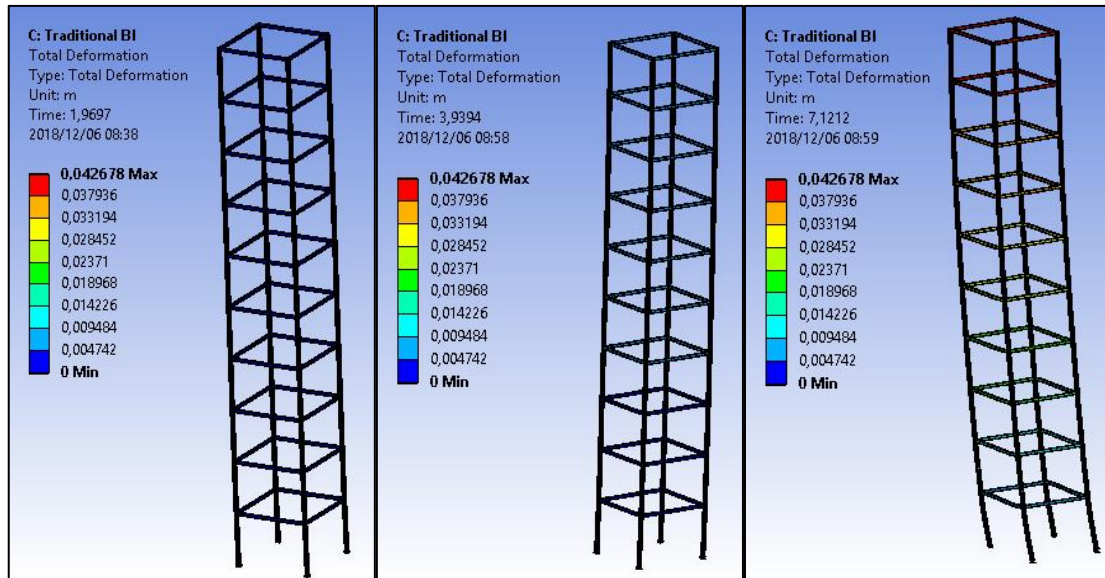 C: Traditional BI
Total Deformation
Type: Total Deformation
Unit: m
Time: 1,9697
2018/12/06 08:38
0,042678 Max
0,037936
0,033194
0,028452
0,02371
0,018968
0,014226
0,009484
0,004742
0 Min
C: Traditional BI
Total Deformation
Type: Total Deformation
Unit: m
Time: 3,9394
2018/12/06 08:58
0,042678 Max
0,037936
0,033194
0,028452
0,02371
0,018968
0,014226
0,009484
0,004742
0 Min
C: Traditional BI
Total Deformation
Type: Total Deformation
Unit: m
Time: 7,1212
2018/12/06 08:59
0,042678 Max
0,037936
0,033194
0,028452
0,02371
0,018968
0,014226
0,009484
0,004742
0 Min